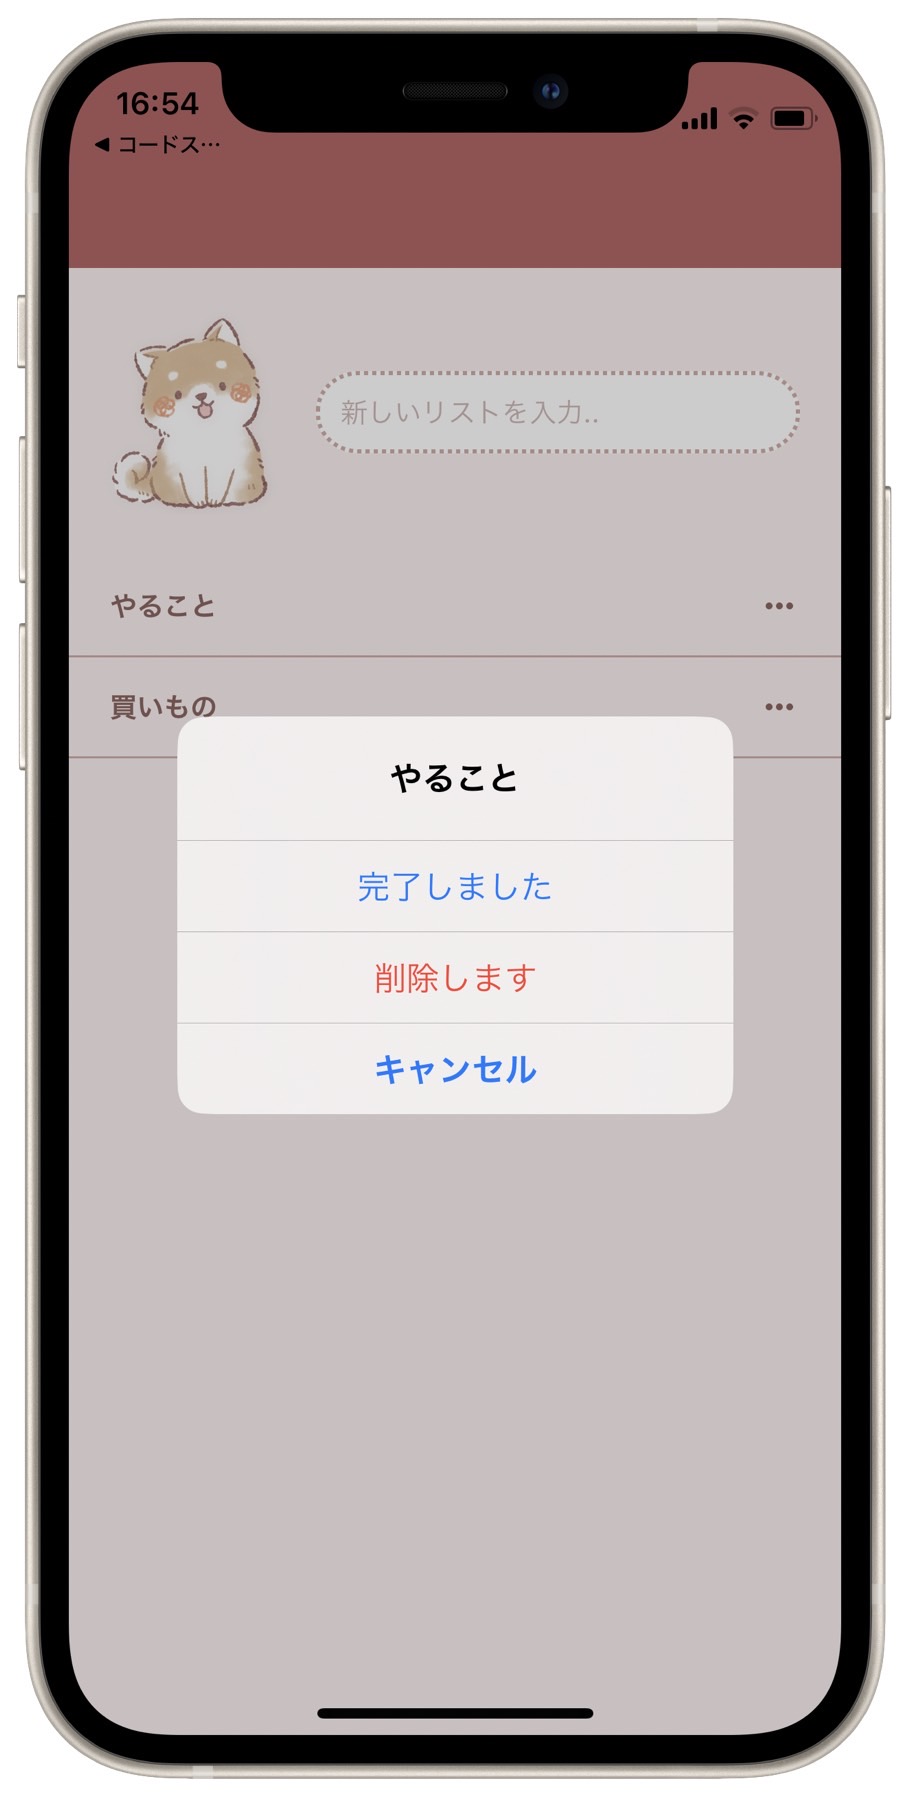 16:54
◀ コードス…
新しいリストを入力..
やること
買いもの
やること
完了しました
削除します
キャンセル